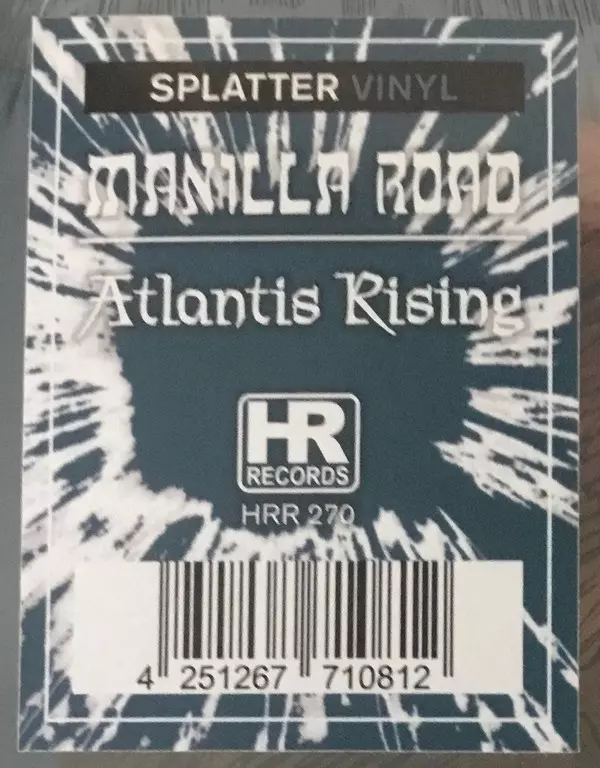 SPLATTER VINYL
MANILLA ROAD
Atlantis Rising
HR
RECORDS
HRR 270
4 251267 710812